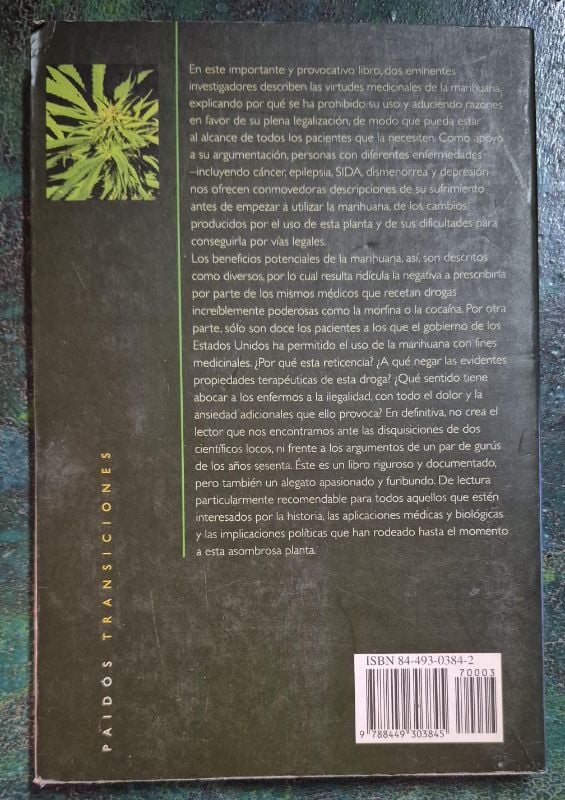 En este importante y provocativo libro, dos eminentes
investigadores describen las virtudes medicinales de la marihuana,
explicando por qué se ha prohibido su uso y aduciendo razones
en favor de su plena legalización, de modo que pueda estar
al alcance de todos los pacientes que la necesiten. Como apoyo
a su argumentación, personas con diferentes enfermedades
–incluyendo cáncer, epilepsia, SIDA, dismenorrea y depresión–
nos ofrecen conmovedoras descripciones de su sufrimiento
antes de empezar a utilizar la marihuana, de los cambios
producidos por el uso de esta planta y de sus dificultades para
conseguirla por vías legales.
Los beneficios potenciales de la marihuana, así, son descritos
como diversos, por lo cual resulta ridícula la negativa a prescribirla
por parte de los mismos médicos que recetan drogas
increíblemente poderosas como la morfina o la cocaína. Por otra
parte, sólo son doce los pacientes a los que el gobierno de los
Estados Unidos ha permitido el uso de la marihuana con fines
medicinales. ¿Por qué esta reticencia? ¿A qué negar las evidentes
propiedades terapéuticas de esta droga? ¿Qué sentido tiene
abocar a los enfermos a la ilegalidad, con todo el dolor y la
ansiedad adicionales que ello provoca? En definitiva, no crea el
lector que nos encontramos ante las disquisiciones de dos
científicos locos, ni frente a los argumentos de un par de gurús
de los años sesenta. Éste es un libro riguroso y documentado,
pero también un alegato apasionado y furibundo. De lectura
particularmente recomendable para todos aquellos que estén
interesados por la historia, las aplicaciones médicas y biológicas
y las implicaciones políticas que han rodeado hasta el momento
a esta asombrosa planta.
PAIDÓS TRANSICIONES
ISBN 84-493-0384-2
70003
9 788449 303845